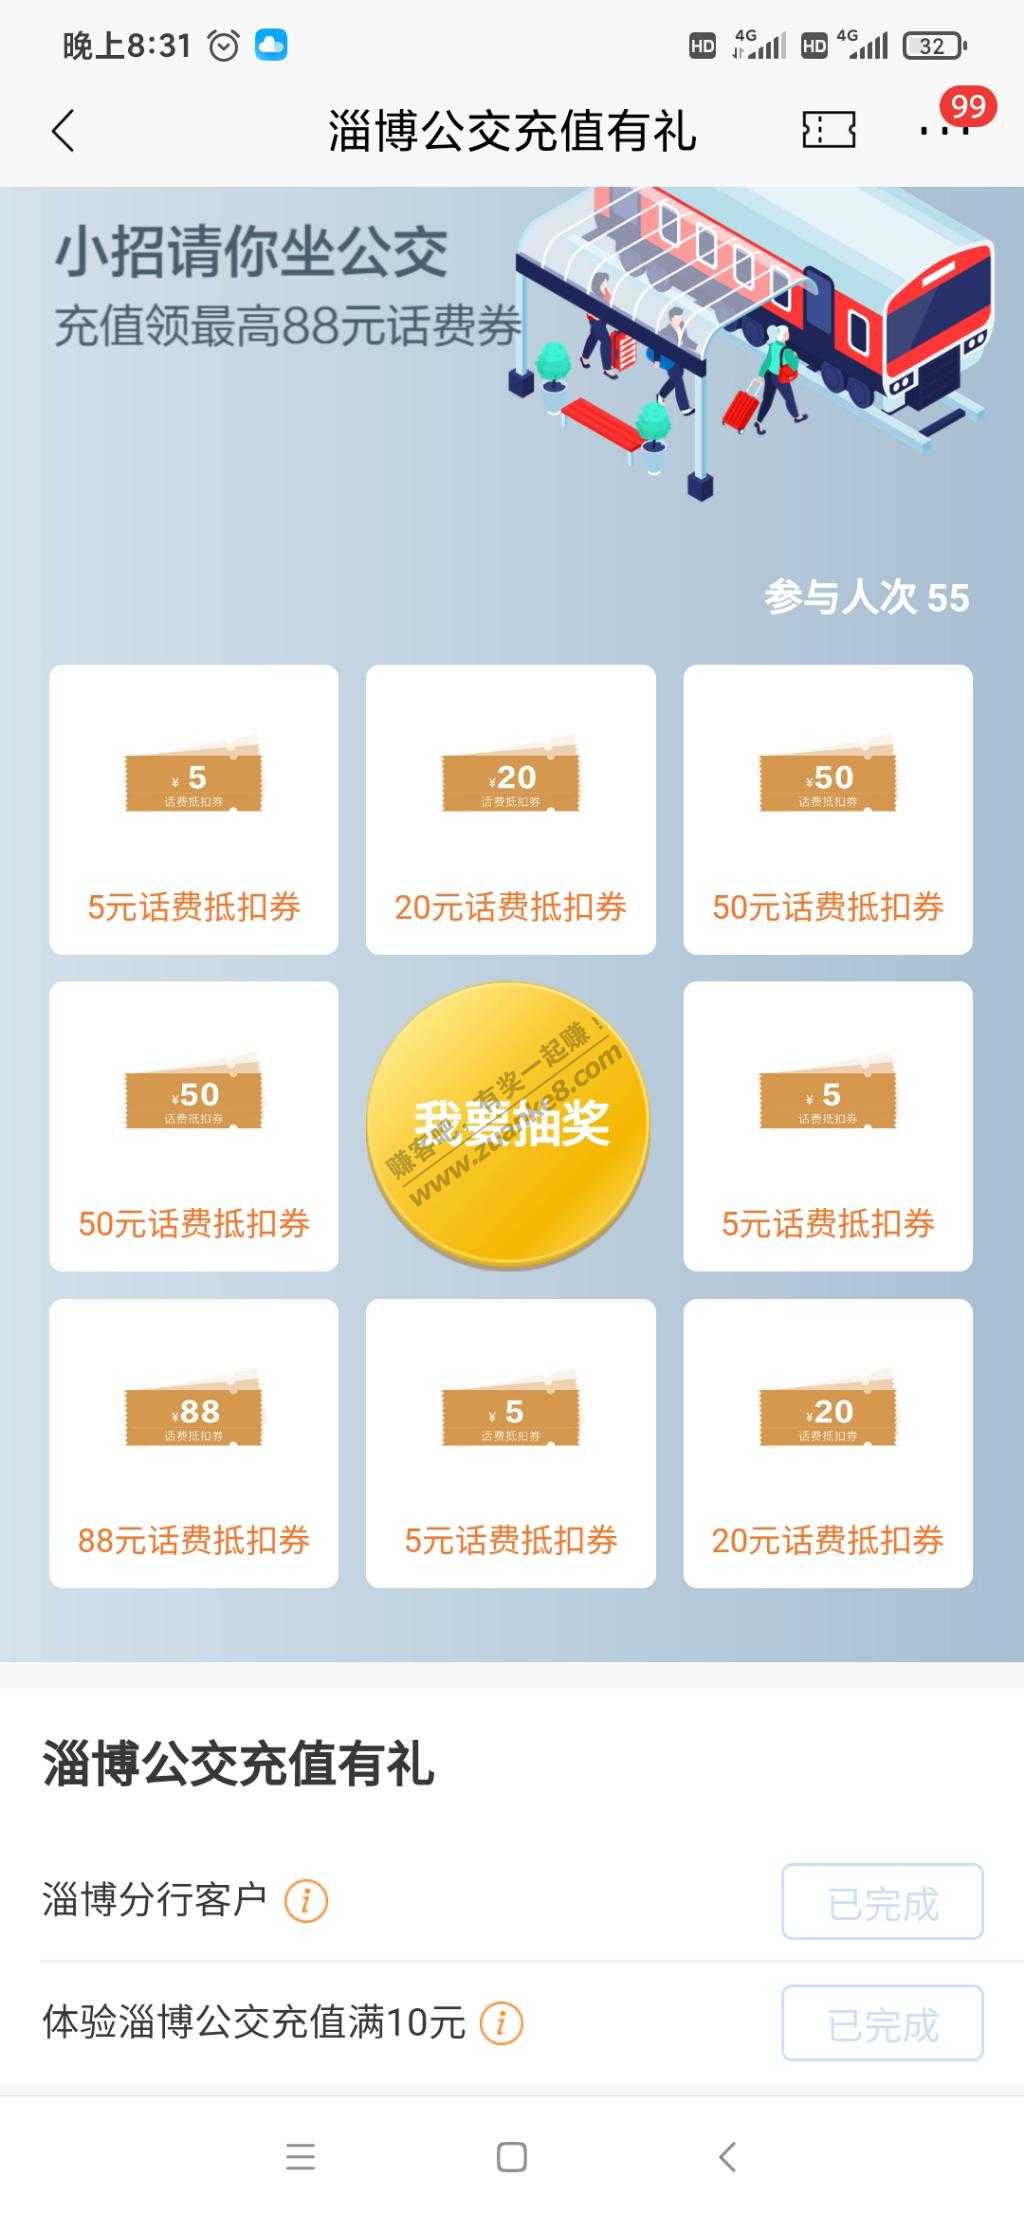 晚上8:31
HD 4G HD 4G 32
淄博公交充值有礼
99
小招请你坐公交
充值领最高88元话费券
参与人次 55
¥ 5
话费抵扣券
5元话费抵扣券
¥20
话费抵扣券
20元话费抵扣券
¥50
话费抵扣券
50元话费抵扣券
¥50
话费抵扣券
50元话费抵扣券
我要抽奖
赚客吧,有奖一起赚!
www.zuanke8.com
¥ 5
话费抵扣券
5元话费抵扣券
¥88
话费抵扣券
88元话费抵扣券
¥ 5
话费抵扣券
5元话费抵扣券
¥20
话费抵扣券
20元话费抵扣券
淄博公交充值有礼
淄博分行客户 i
已完成
体验淄博公交充值满10元 i
已完成